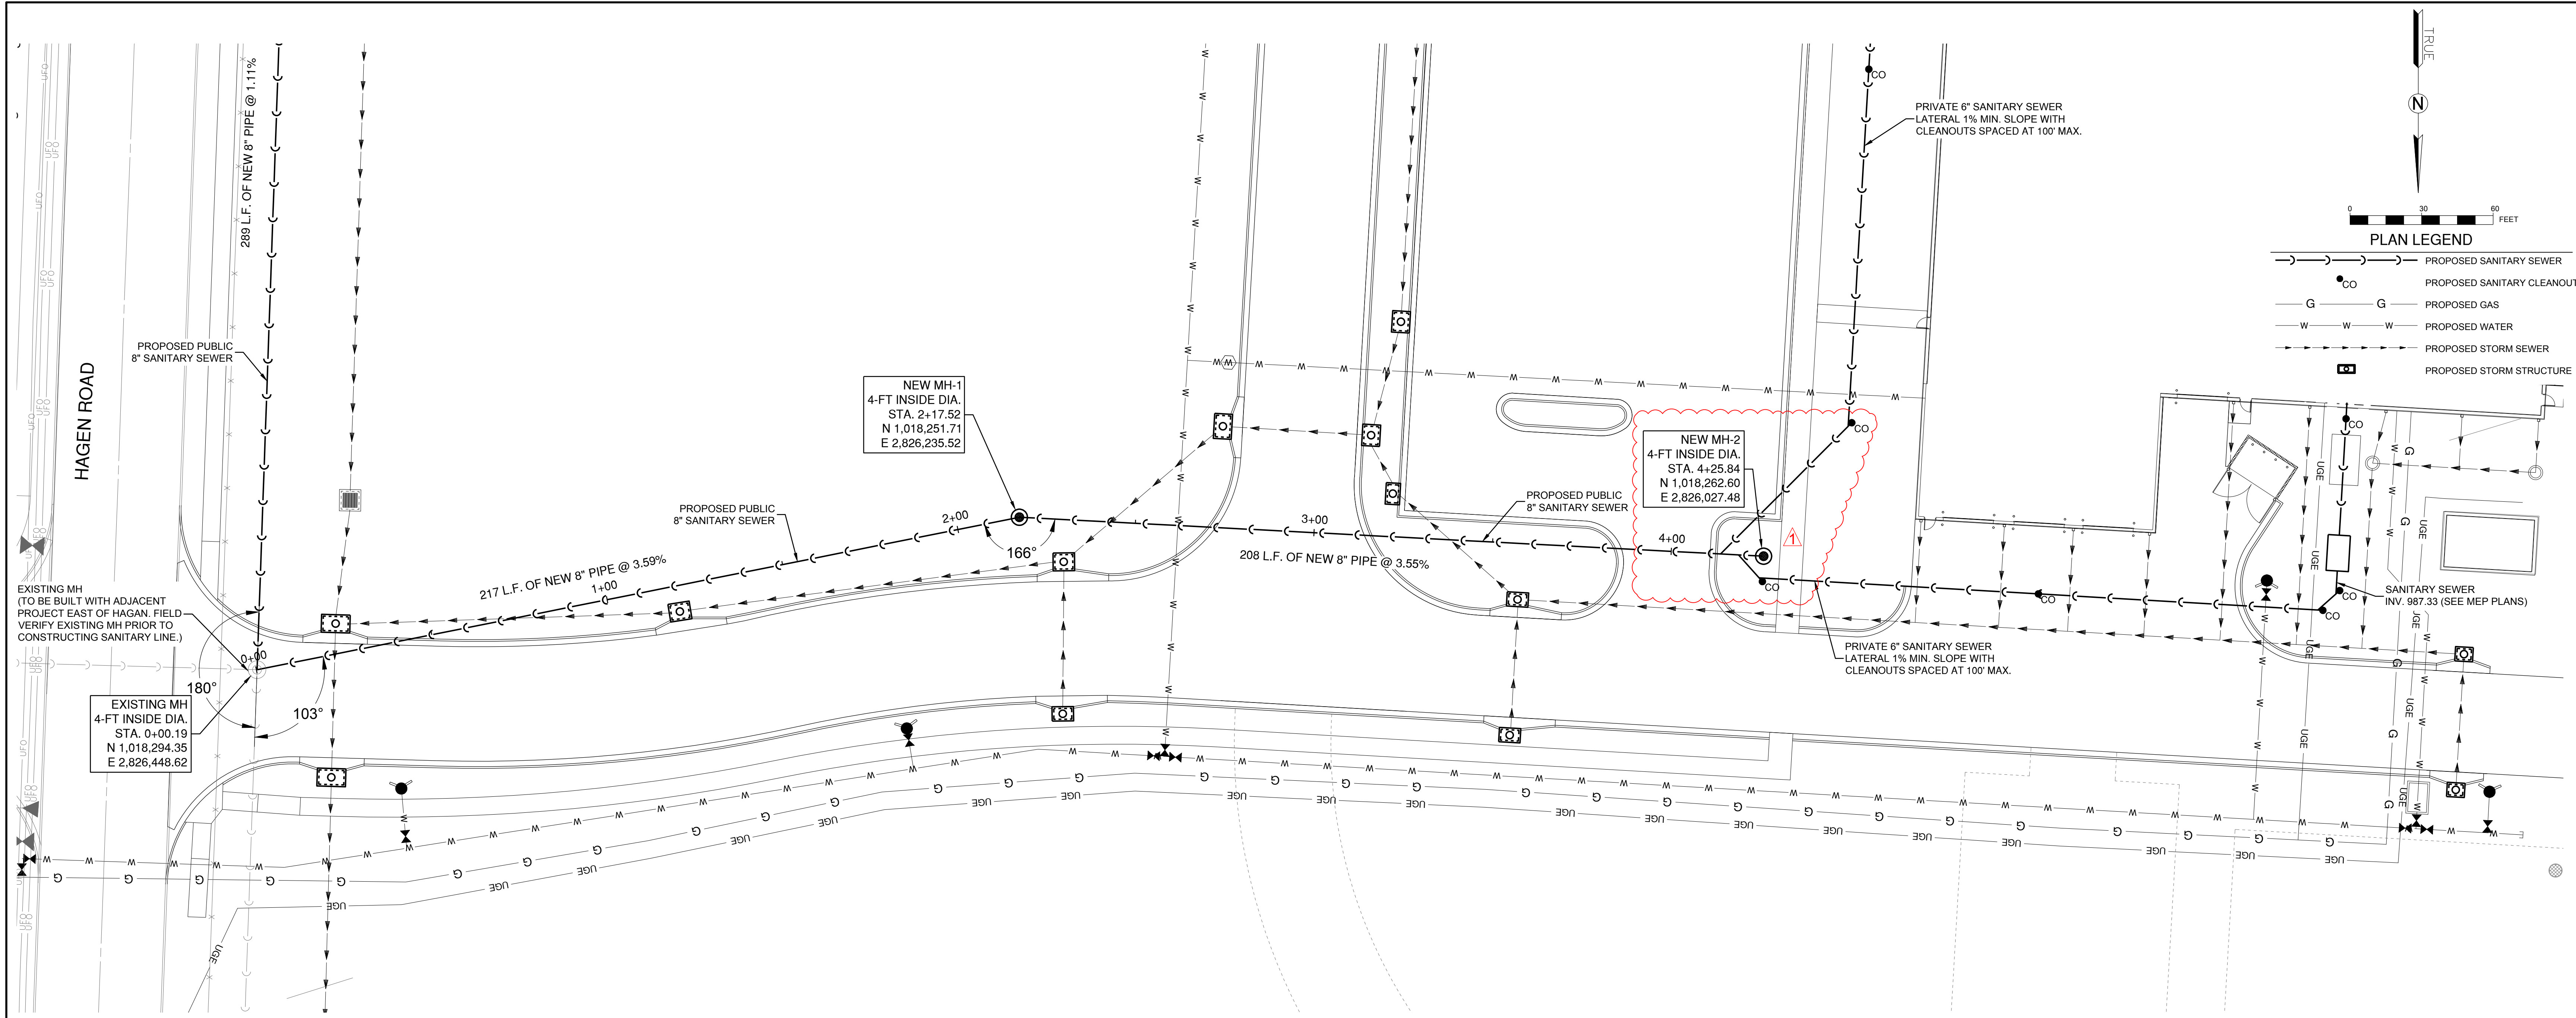 TRUE
N
0 30 60
FEET
PLAN LEGEND
PROPOSED SANITARY SEWER
CO PROPOSED SANITARY CLEANOUT
G G PROPOSED GAS
W W W PROPOSED WATER
PROPOSED STORM SEWER
PROPOSED STORM STRUCTURE
HAGEN ROAD
289 L.F. OF NEW 8" PIPE @ 1.11%
PROPOSED PUBLIC
8" SANITARY SEWER
EXISTING MH
(TO BE BUILT WITH ADJACENT
PROJECT EAST OF HAGAN. FIELD
VERIFY EXISTING MH PRIOR TO
CONSTRUCTING SANITARY LINE.)
EXISTING MH
4-FT INSIDE DIA.
STA. 0+00.19
N 1,018,294.35
E 2,826,448.62
180°
103°
0+00
217 L.F. OF NEW 8" PIPE @ 3.59%
1+00
PROPOSED PUBLIC
8" SANITARY SEWER
2+00
NEW MH-1
4-FT INSIDE DIA.
STA. 2+17.52
N 1,018,251.71
E 2,826,235.52
166°
3+00
208 L.F. OF NEW 8" PIPE @ 3.55%
PROPOSED PUBLIC
8" SANITARY SEWER
4+00
NEW MH-2
4-FT INSIDE DIA.
STA. 4+25.84
N 1,018,262.60
E 2,826,027.48
1
CO
PRIVATE 6" SANITARY SEWER
LATERAL 1% MIN. SLOPE WITH
CLEANOUTS SPACED AT 100' MAX.
CO
CO
CO
PRIVATE 6" SANITARY SEWER
LATERAL 1% MIN. SLOPE WITH
CLEANOUTS SPACED AT 100' MAX.
CO
CO
CO
SANITARY SEWER
INV. 987.33 (SEE MEP PLANS)
UFO
UGE
W
G